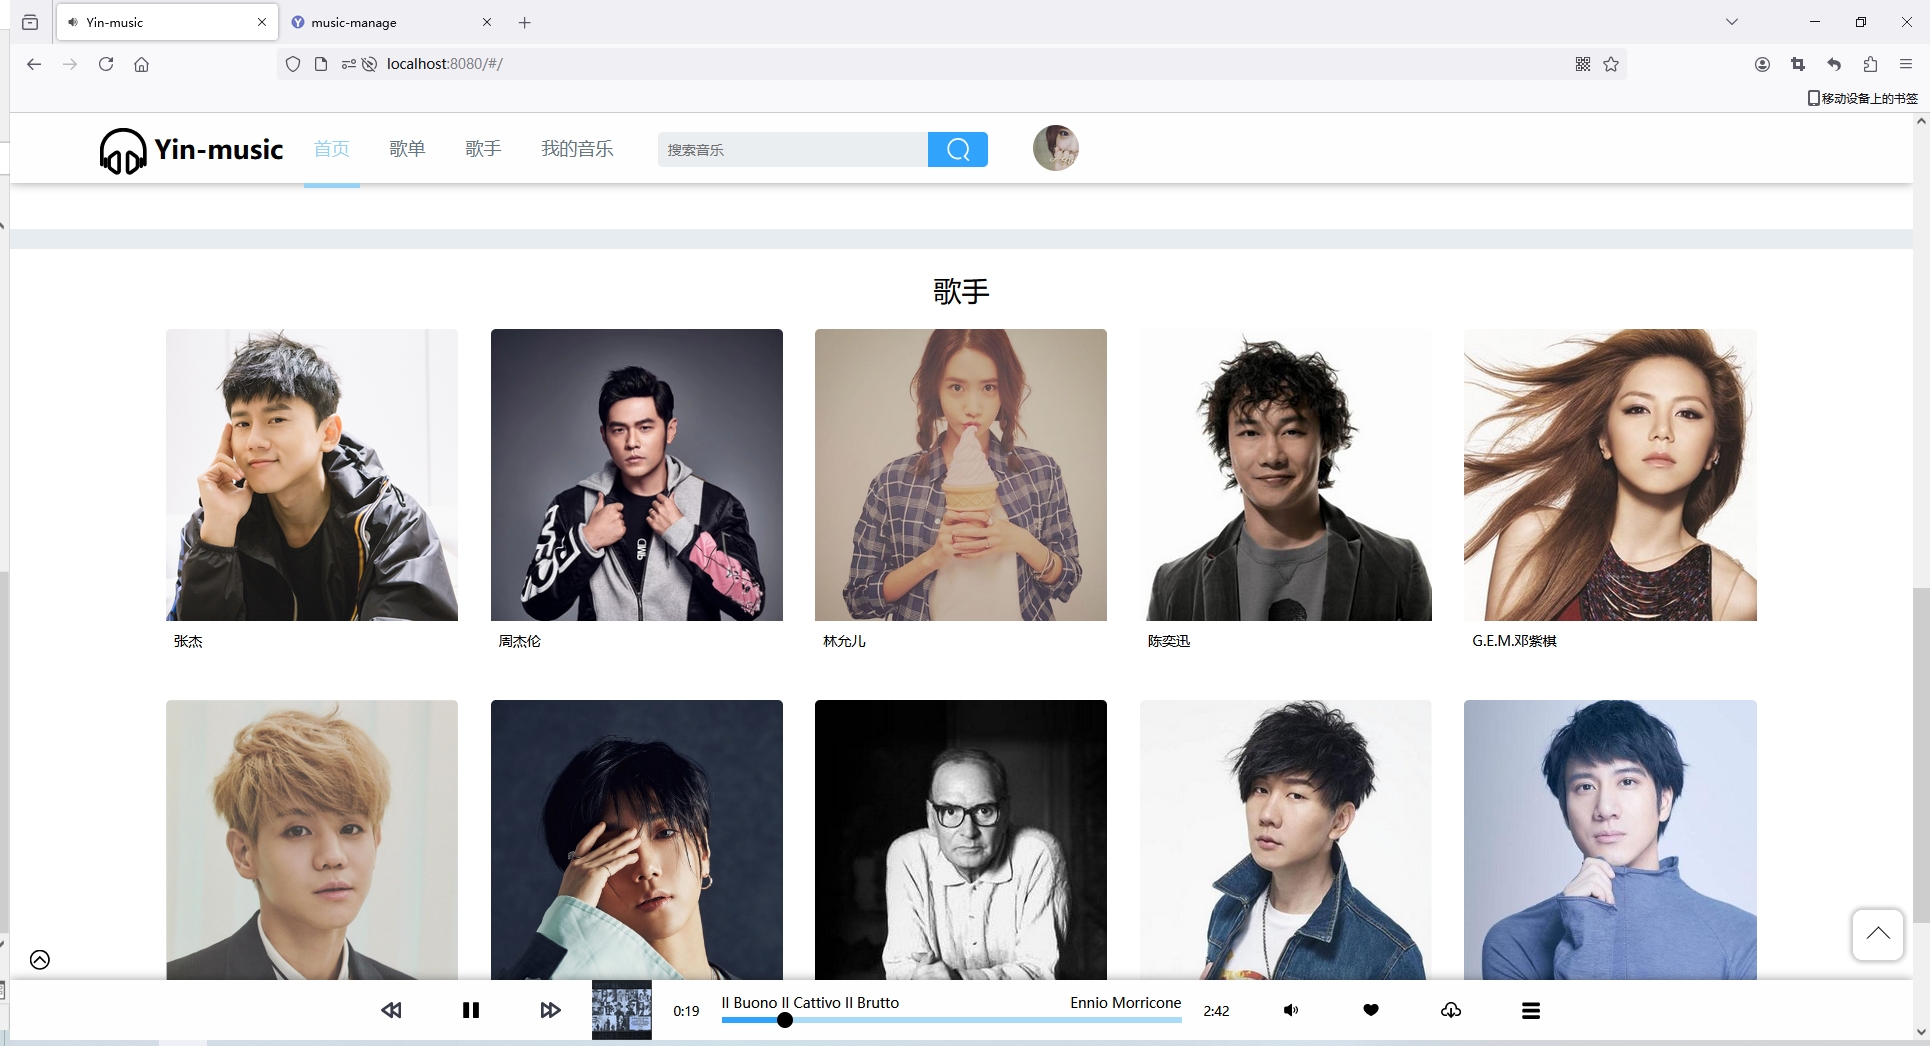 Yin-music
music-manage
localhost:8080/#/
移动设备上的书签
Yin-music
首页
歌单
歌手
我的音乐
搜索音乐
歌手
张杰
周杰伦
林允儿
陈奕迅
G.E.M.邓紫棋
0:19
Il Buono Il Cattivo Il Brutto
Ennio Morricone
2:42